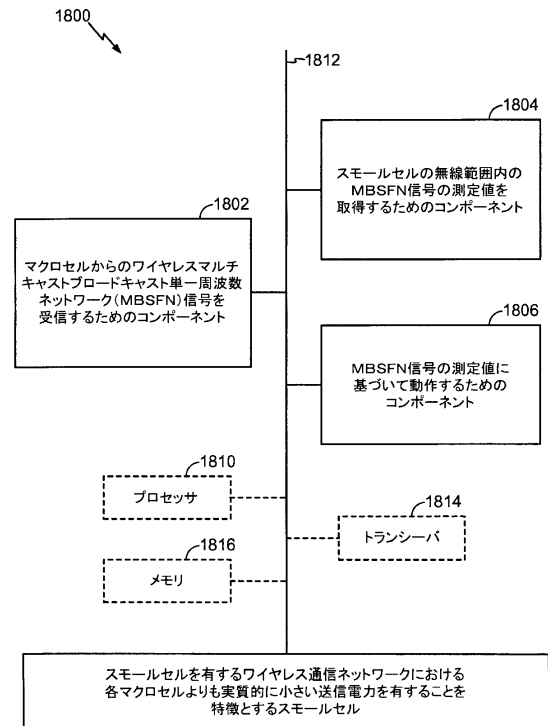 1800
1812
1804
スモールセルの無線範囲内の
MBSFN信号の測定値を
取得するためのコンポーネント
1802
マクロセルからのワイヤレスマルチ
キャストブロードキャスト単一周波数
ネットワーク(MBSFN)信号を
受信するためのコンポーネント
1806
MBSFN信号の測定値に
基づいて動作するための
コンポーネント
1810
プロセッサ
1814
トランシーバ
1816
メモリ
スモールセルを有するワイヤレス通信ネットワークにおける
各マクロセルよりも実質的に小さい送信電力を有することを
特徴とするスモールセル